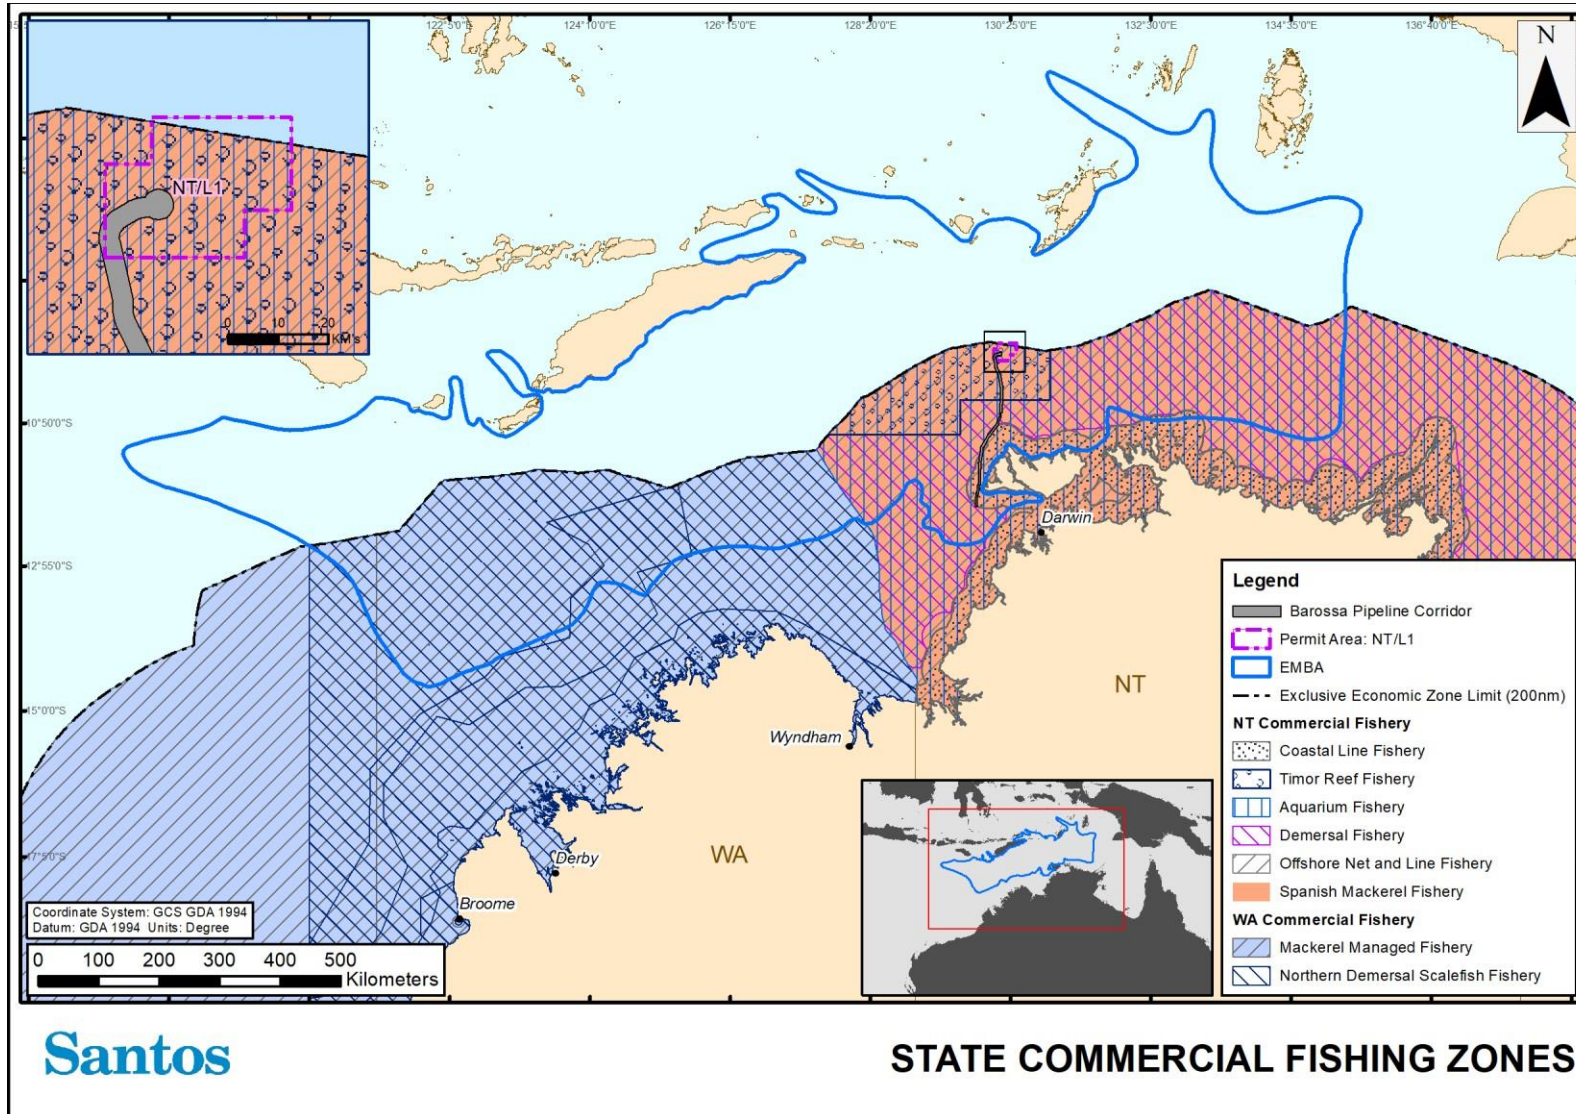 122°5'0"E
124°10'0"E
126°15'0"E
128°20'0"E
130°25'0"E
132°30'0"E
134°35'0"E
136°40'0"E
N
NT/L1
0 10 20
KM's
10°50'0"S
12°55'0"S
15°0'0"S
17°5'0"S
Darwin
Wyndham
Derby
Broome
WA
NT
Legend
Barossa Pipeline Corridor
Permit Area: NT/L1
EMBA
Exclusive Economic Zone Limit (200nm)
NT Commercial Fishery
Coastal Line Fishery
Timor Reef Fishery
Aquarium Fishery
Demersal Fishery
Offshore Net and Line Fishery
Spanish Mackerel Fishery
WA Commercial Fishery
Mackerel Managed Fishery
Northern Demersal Scalefish Fishery
Coordinate System: GCS GDA 1994
Datum: GDA 1994 Units: Degree
0 100 200 300 400 500
Kilometers
Santos
STATE COMMERCIAL FISHING ZONES